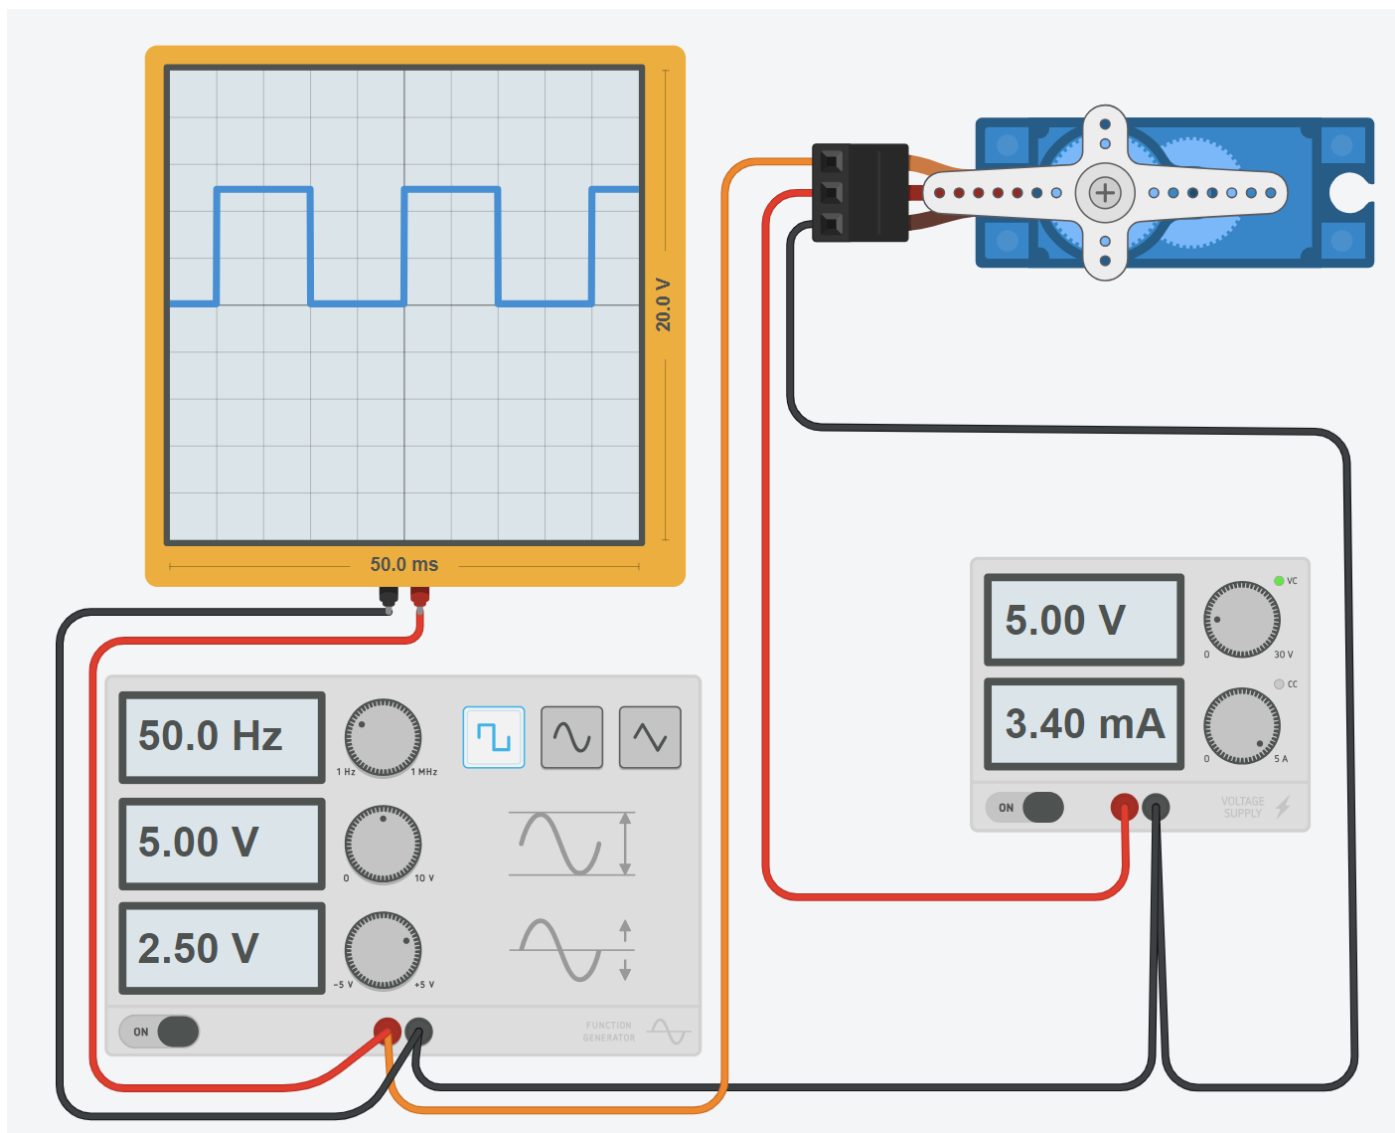 20.0 V
50.0 ms
50.0 Hz
1 Hz
1 MHz
5.00 V
0
10 V
2.50 V
-5 V
+5 V
ON
FUNCTION
GENERATOR
5.00 V
VC
0
30 V
3.40 mA
CC
0
5 A
ON
VOLTAGE
SUPPLY